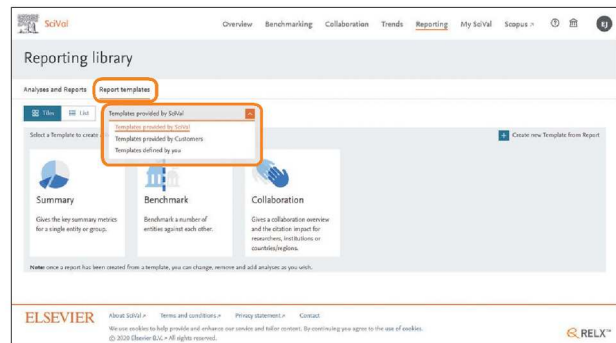 SciVal
Overview Benchmarking Collaboration Trends Reporting My SciVal Scopus ↗ EJ
Reporting library
Analyses and Reports Report templates
Tiles List Templates provided by SciVal
Templates provided by SciVal
Select a Template to create Create new Template from Report
Templates provided by Customers
Templates defined by you
Summary Benchmark Collaboration
Gives the key summary metrics for a single entity or group.
Benchmark a number of entities against each other.
Gives a collaboration overview and the citation impact for researchers, institutions or countries/regions.
Note: once a report has been created from a template, you can change, remove and add analyses as you wish.
ELSEVIER About SciVal ↗ Terms and conditions ↗ Privacy statement ↗ Contact
We use cookies to help provide and enhance our service and tailor content. By continuing you agree to the use of cookies.
© 2020 Elsevier B.V. ↗ All rights reserved.
RELX™